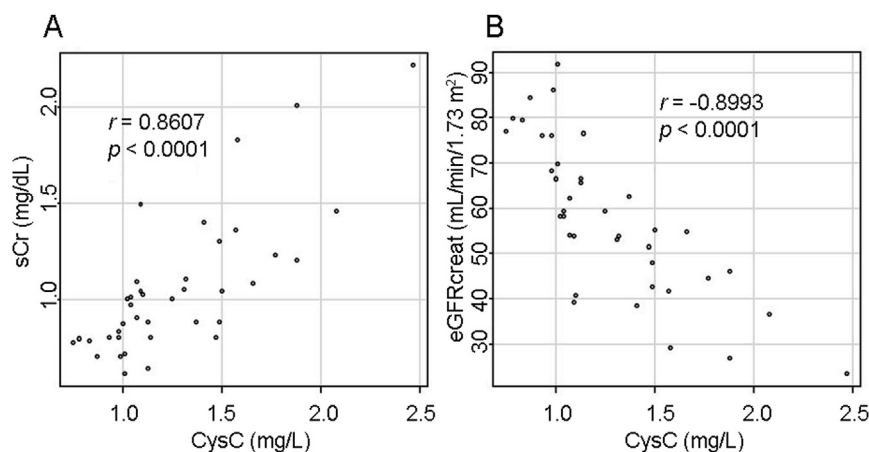 A
B
r = 0.8607
p < 0.0001
r = -0.8993
p < 0.0001
sCr (mg/dL)
2.0
1.5
1.0
1.0
1.5
2.0
2.5
CysC (mg/L)
eGFRcreat (mL/min/1.73 m²)
90
80
70
60
50
40
30
1.0
1.5
2.0
2.5
CysC (mg/L)